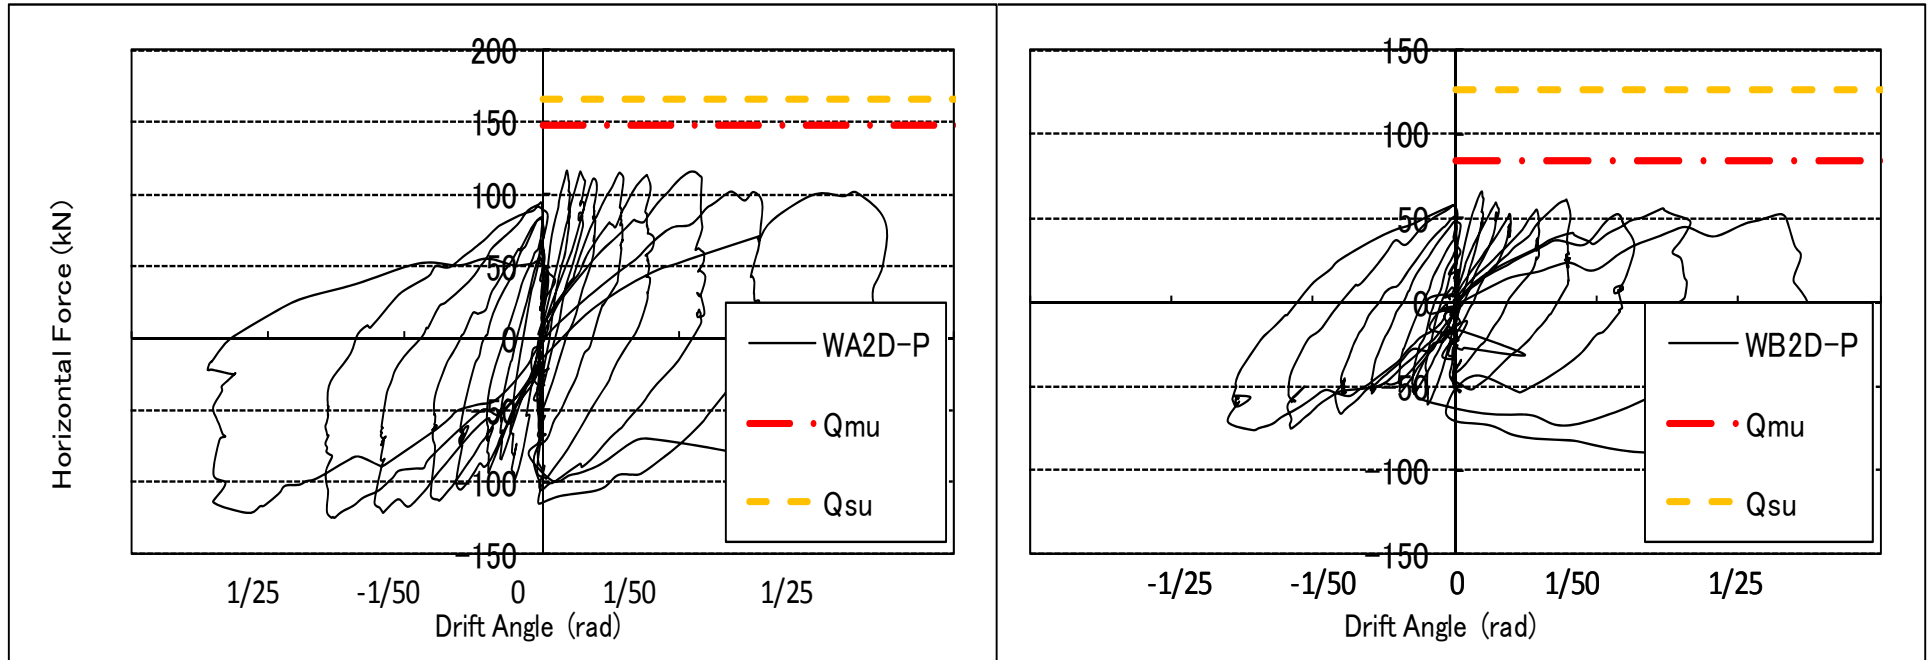 200
150
100
50
0
-50
-100
-150
Horizontal Force (kN)
WA2D-P
Qmu
Qsu
1/25 -1/50 0 1/50 1/25
Drift Angle (rad)
150
100
50
0
-50
-100
-150
WB2D-P
Qmu
Qsu
-1/25 -1/50 0 1/50 1/25
Drift Angle (rad)